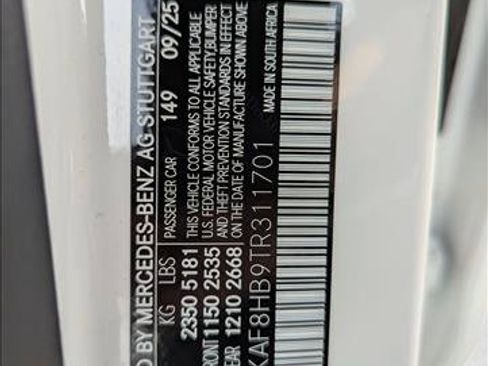 D BY MERCEDES-BENZ AG STUTTGART
KG LBS PASSENGER CAR 149 09/25
2350 5181 THIS VEHICLE CONFORMS TO ALL APPLICABLE
RONT 1150 2535 U.S. FEDERAL MOTOR VEHICLE SAFETY,BUMPER
AND THEFT PREVENTION STANDARDS IN EFFECT
EAR 1210 2668 ON THE DATE OF MANUFACTURE SHOWN ABOVE
KAF8HB9TR311701 MADE IN SOUTH AFRICA